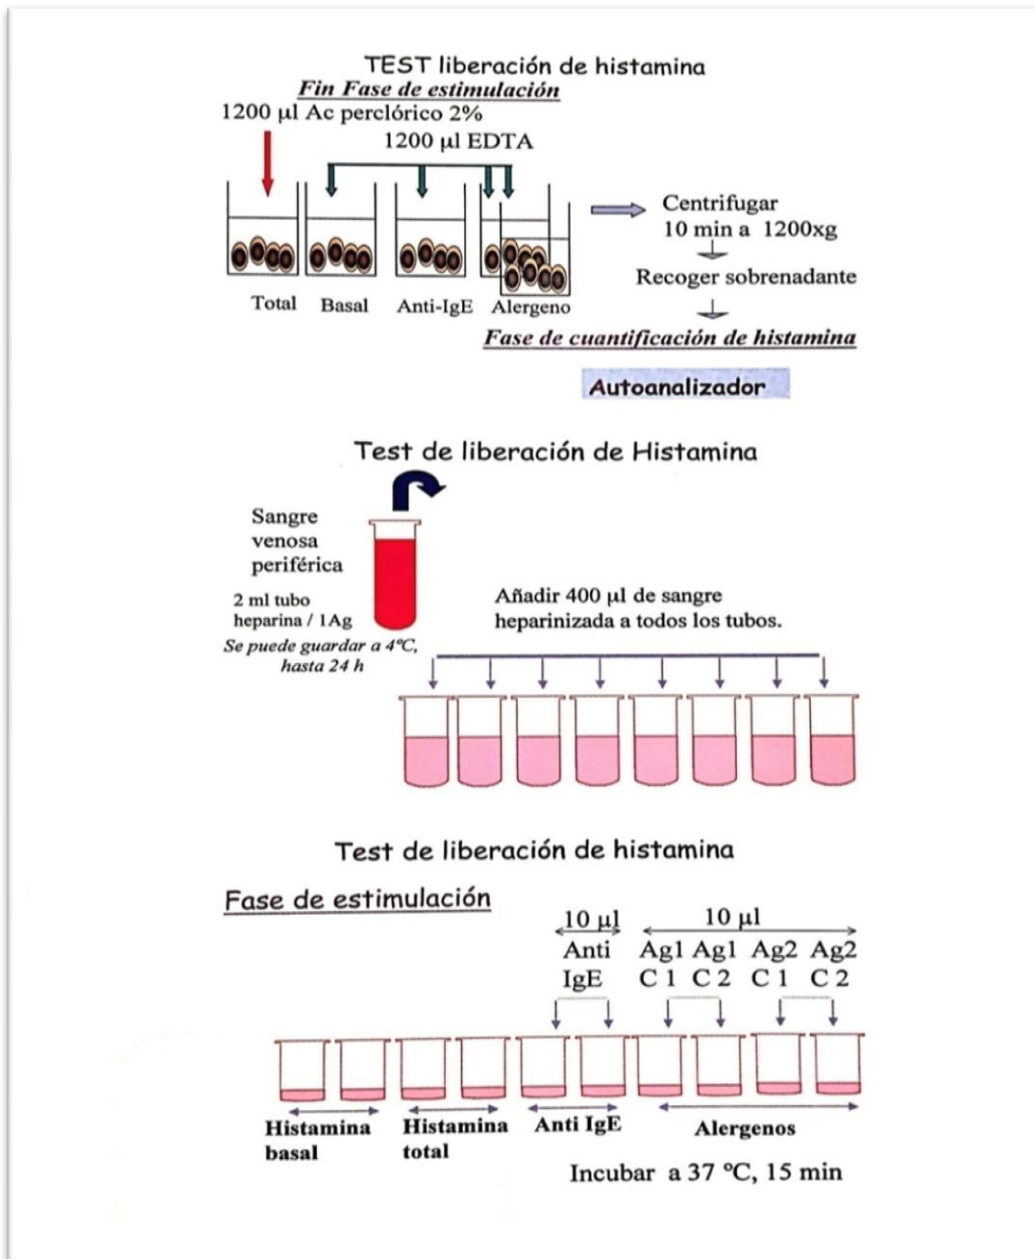 TEST liberación de histamina
Fin Fase de estimulación
1200 µl Ac perclórico 2%
1200 µl EDTA
Centrifugar
10 min a 1200xg
Recoger sobrenadante
Total Basal Anti-IgE Alergeno
Fase de cuantificación de histamina
Autoanalizador
Test de liberación de Histamina
Sangre
venosa
periférica
2 ml tubo
heparina / 1Ag
Se puede guardar a 4ºC,
hasta 24 h
Añadir 400 µl de sangre
heparinizada a todos los tubos.
Test de liberación de histamina
Fase de estimulación
10 µl
Anti
IgE
10 µl
Ag1 Ag1 Ag2 Ag2
C 1 C 2 C 1 C 2
Histamina
basal
Histamina
total
Anti IgE
Alergenos
Incubar a 37 ºC, 15 min